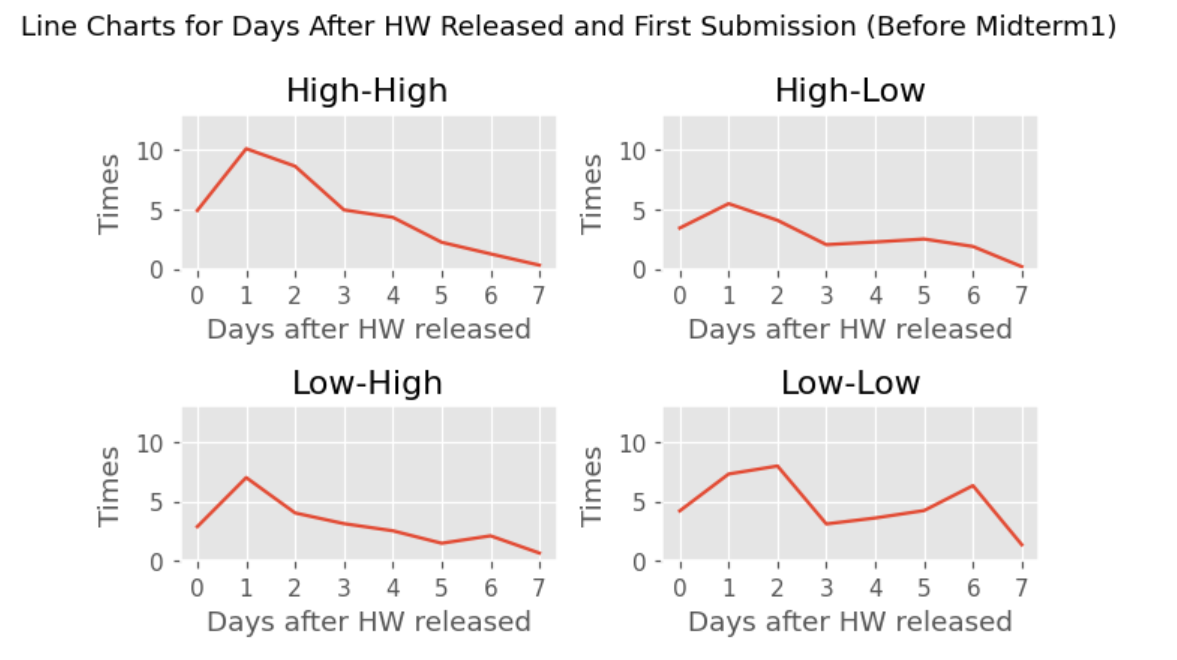 Line Charts for Days After HW Released and First Submission (Before Midterm1)
High-High
Times
10
5
0
0 1 2 3 4 5 6 7
Days after HW released
High-Low
Times
10
5
0
0 1 2 3 4 5 6 7
Days after HW released
Low-High
Times
10
5
0
0 1 2 3 4 5 6 7
Days after HW released
Low-Low
Times
10
5
0
0 1 2 3 4 5 6 7
Days after HW released